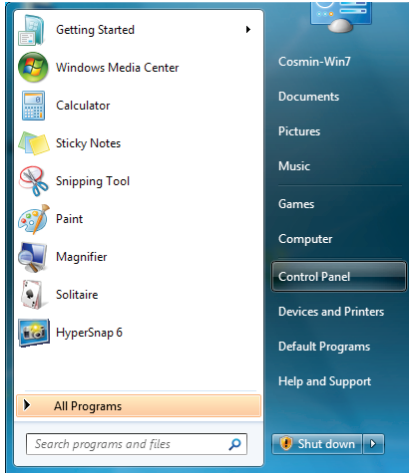 Getting Started
Windows Media Center
Calculator
Sticky Notes
Snipping Tool
Paint
Magnifier
Solitaire
HyperSnap 6
All Programs
Search programs and files
Cosmin-Win7
Documents
Pictures
Music
Games
Computer
Control Panel
Devices and Printers
Default Programs
Help and Support
Shut down